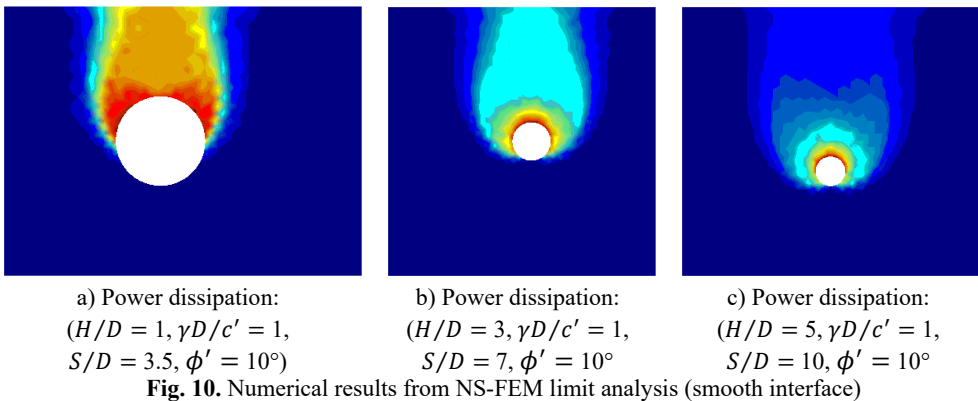 a) Power dissipation:
(H/D = 1, γD/c′ = 1,
S/D = 3.5, ϕ′ = 10°)
b) Power dissipation:
(H/D = 3, γD/c′ = 1,
S/D = 7, ϕ′ = 10°
c) Power dissipation:
(H/D = 5, γD/c′ = 1,
S/D = 10, ϕ′ = 10°
Fig. 10. Numerical results from NS-FEM limit analysis (smooth interface)